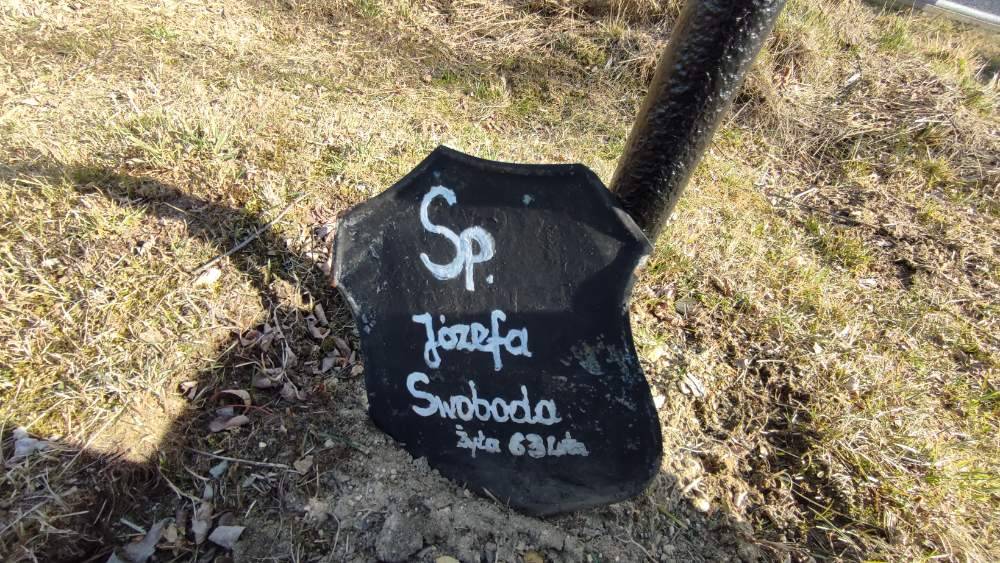 Sp.
Józefa
Swoboda
Żyła 63 Lata